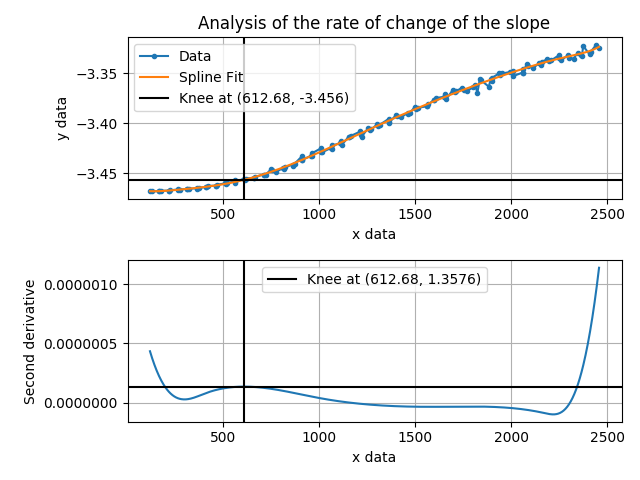 Analysis of the rate of change of the slope
Data
Spline Fit
Knee at (612.68, -3.456)
−3.35
−3.40
−3.45
y data
500 1000 1500 2000 2500
x data
Knee at (612.68, 1.3576)
0.0000010
0.0000005
0.0000000
Second derivative
500 1000 1500 2000 2500
x data